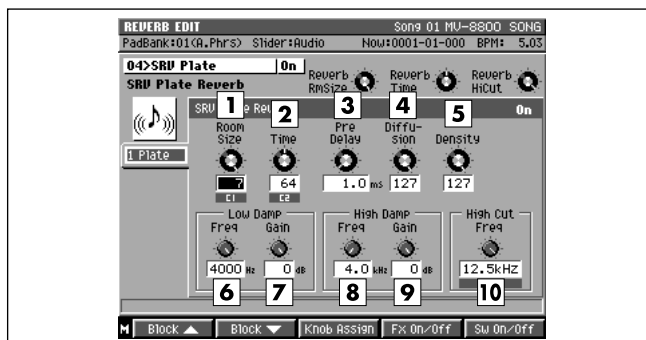 REVERB EDIT Song 01 MV-8800 SONG
PadBank:01(A.Phrs) Slider:Audio Now:0001-01-000 BPM: 5.03
04>SRV Plate On
SRV Plate Reverb
Reverb RmSize
Reverb Time
Reverb HiCut
SRV Re On
1 2 3 4 5
1 Plate
Room Size
Time
Pre Delay
Diffu-sion
Density
7 64 1.0 ms 127 127
C1 C2
Low Damp High Damp High Cut
Freq Gain Freq Gain Freq
4000 Hz 0 dB 4.0 kHz 0 dB 12.5kHz
6 7 8 9 10
M Block ▲ Block ▼ Knob Assign Fx On/Off Sw On/Off